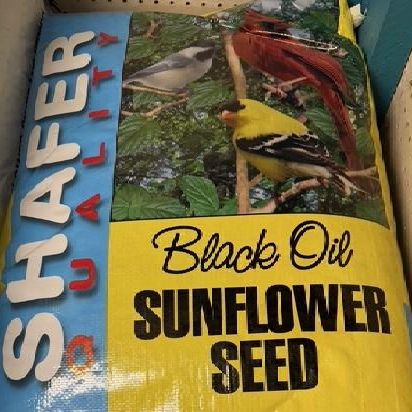 SHAFER
QUALITY
Black Oil
SUNFLOWER
SEED